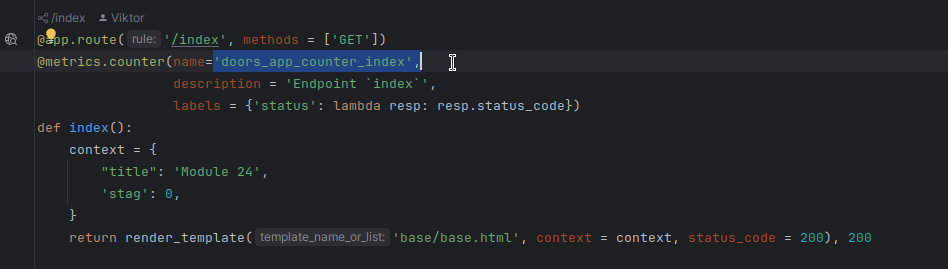 /index Viktor
@app.route( rule: '/index', methods = ['GET'])
@metrics.counter(name='doors_app_counter_index',
description = 'Endpoint `index`',
labels = {'status': lambda resp: resp.status_code})
def index():
context = {
"title": 'Module 24',
'stag': 0,
}
return render_template( template_name_or_list: 'base/base.html', context = context, status_code = 200), 200